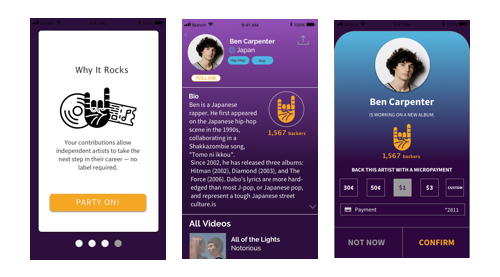 Why It Rocks
Your contributions allow
independent artists to take the
next step in their career — no
label required.
PARTY ON!
9:41 AM
100%
Ben Carpenter
Japan
Hip-Hop
Rap
FOLLOW
Bio
Ben is a Japanese
rapper. He first appeared
on the Japanese hip-hop
scene in the 1990s,
collaborating in
Shakkazombie song,
"Tomo ni ikkou".
Since 2002, he has released three albums:
Hitman (2002), Diamond (2003), and The
Force (2006). Dabo's lyrics are more hard-
edged than most J-pop, or Japanese pop,
and represent a tough Japanese street
culture.is
1,567 backers
All Videos
All of the Lights
Notorious
Ben Carpenter
IS WORKING ON A NEW ALBUM.
1,567 backers
BACK THIS ARTIST WITH A MICROPAYMENT
30¢
50¢
$1
$3
CUSTOM
Payment
*2811
NOT NOW
CONFIRM